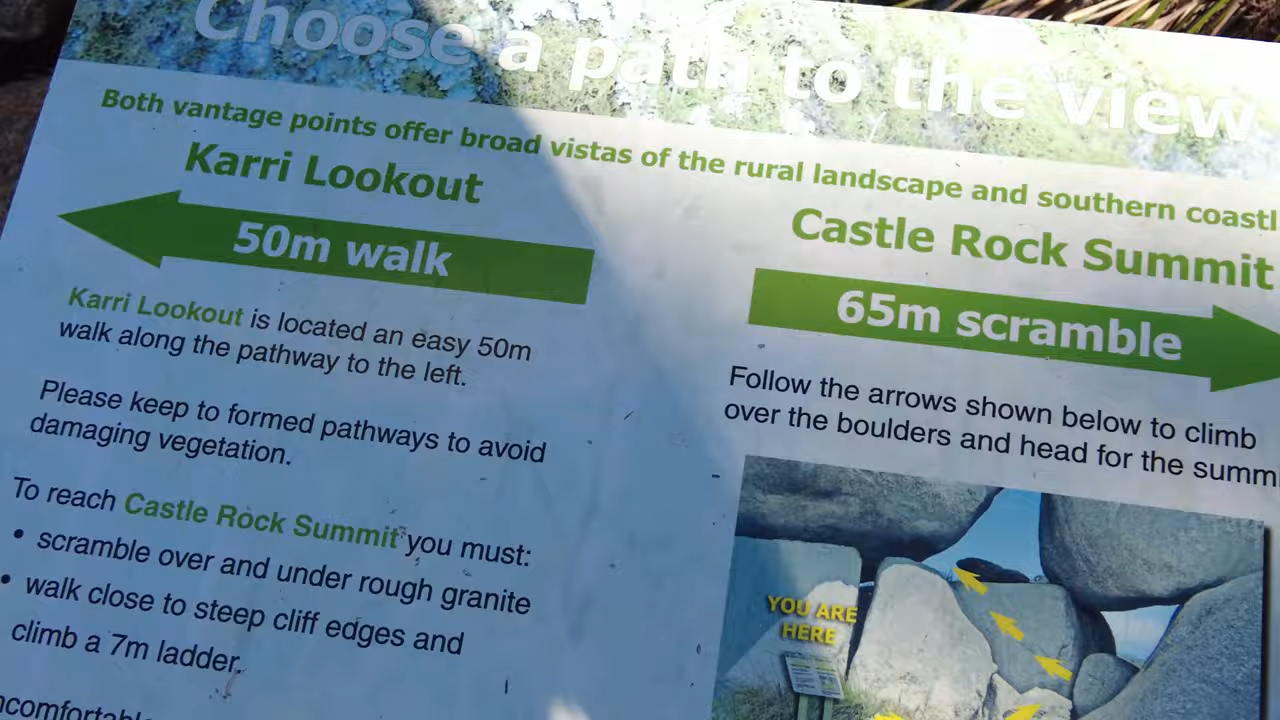 Choose a path to the view
Both vantage points offer broad vistas of the rural landscape and southern coastl
Karri Lookout
50m walk
Karri Lookout is located an easy 50m
walk along the pathway to the left.
Please keep to formed pathways to avoid
damaging vegetation.
To reach Castle Rock Summit you must:
• scramble over and under rough granite
• walk close to steep cliff edges and
climb a 7m ladder.
Castle Rock Summit
65m scramble
Follow the arrows shown below to climb
over the boulders and head for the summ
YOU ARE
HERE